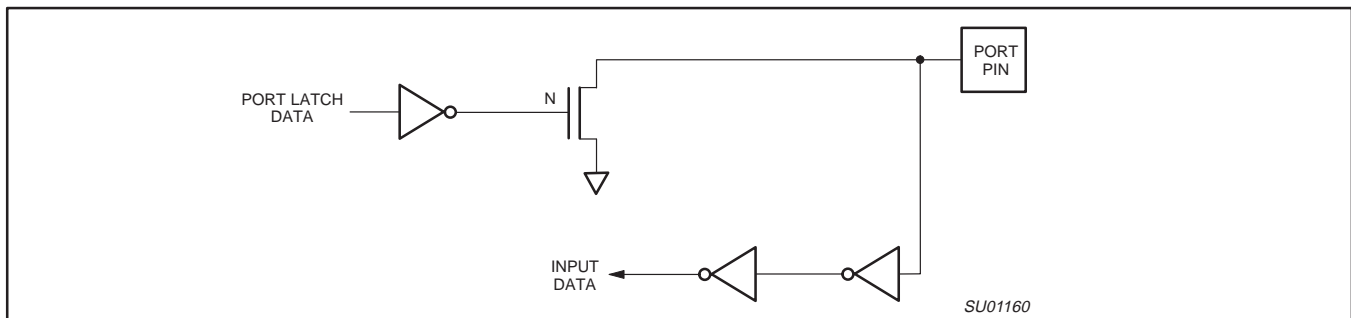 PORT
PIN
PORT LATCH
DATA
N
INPUT
DATA
SU01160